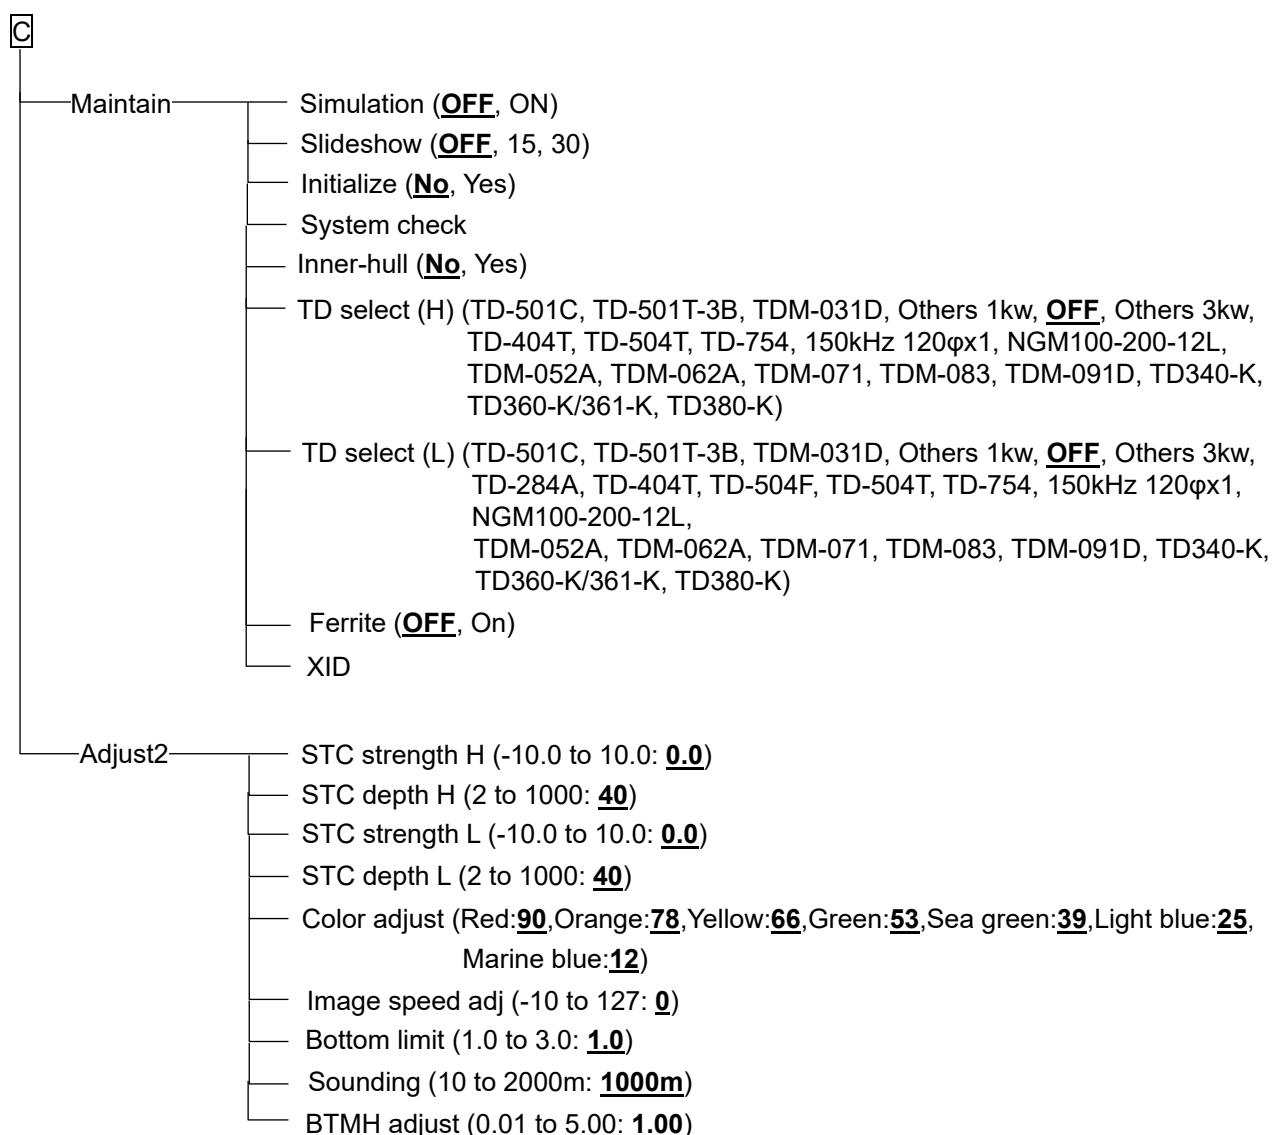 C
Maintain
Simulation (OFF, ON)
Slideshow (OFF, 15, 30)
Initialize (No, Yes)
System check
Inner-hull (No, Yes)
TD select (H) (TD-501C, TD-501T-3B, TDM-031D, Others 1kw, OFF, Others 3kw,
TD-404T, TD-504T, TD-754, 150kHz 120φx1, NGM100-200-12L,
TDM-052A, TDM-062A, TDM-071, TDM-083, TDM-091D, TD340-K,
TD360-K/361-K, TD380-K)
TD select (L) (TD-501C, TD-501T-3B, TDM-031D, Others 1kw, OFF, Others 3kw,
TD-284A, TD-404T, TD-504F, TD-504T, TD-754, 150kHz 120φx1,
NGM100-200-12L,
TDM-052A, TDM-062A, TDM-071, TDM-083, TDM-091D, TD340-K,
TD360-K/361-K, TD380-K)
Ferrite (OFF, On)
XID
Adjust2
STC strength H (-10.0 to 10.0: 0.0)
STC depth H (2 to 1000: 40)
STC strength L (-10.0 to 10.0: 0.0)
STC depth L (2 to 1000: 40)
Color adjust (Red:90,Orange:78,Yellow:66,Green:53,Sea green:39,Light blue:25,
Marine blue:12)
Image speed adj (-10 to 127: 0)
Bottom limit (1.0 to 3.0: 1.0)
Sounding (10 to 2000m: 1000m)
BTMH adjust (0.01 to 5.00: 1.00)